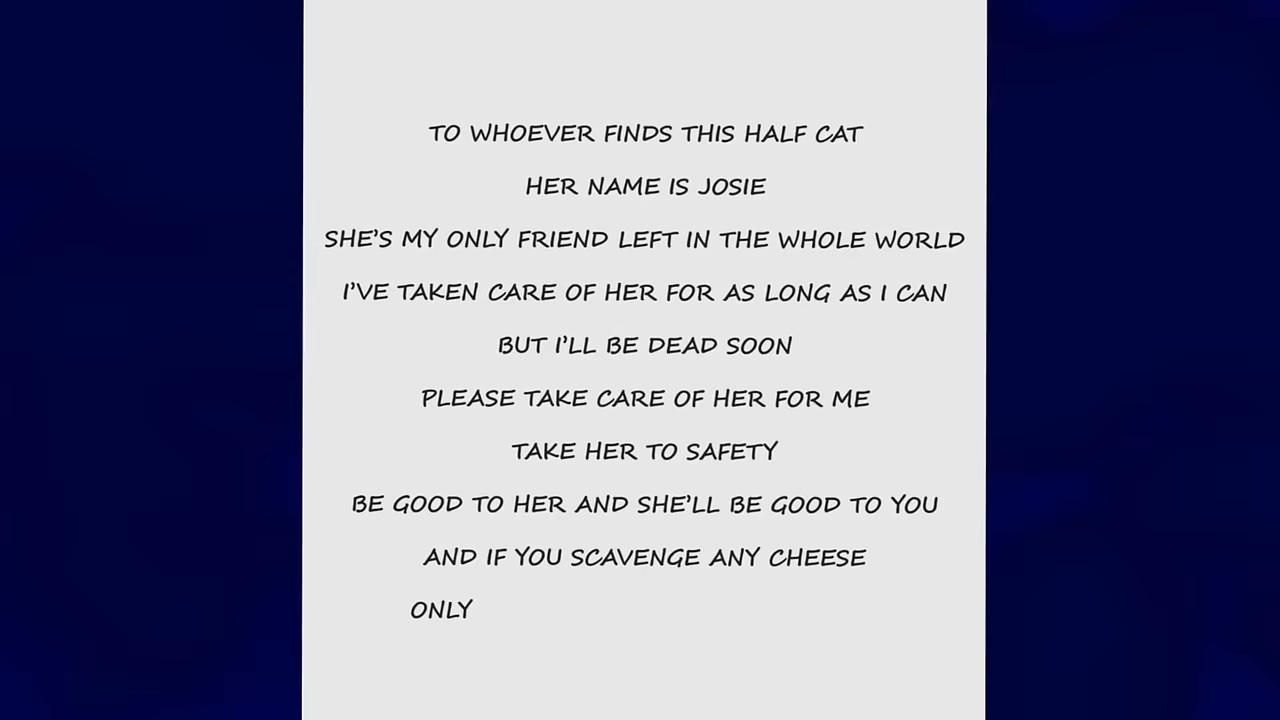 TO WHOEVER FINDS THIS HALF CAT
HER NAME IS JOSIE
SHE'S MY ONLY FRIEND LEFT IN THE WHOLE WORLD
I'VE TAKEN CARE OF HER FOR AS LONG AS I CAN
BUT I'LL BE DEAD SOON
PLEASE TAKE CARE OF HER FOR ME
TAKE HER TO SAFETY
BE GOOD TO HER AND SHE'LL BE GOOD TO YOU
AND IF YOU SCAVENGE ANY CHEESE
ONLY